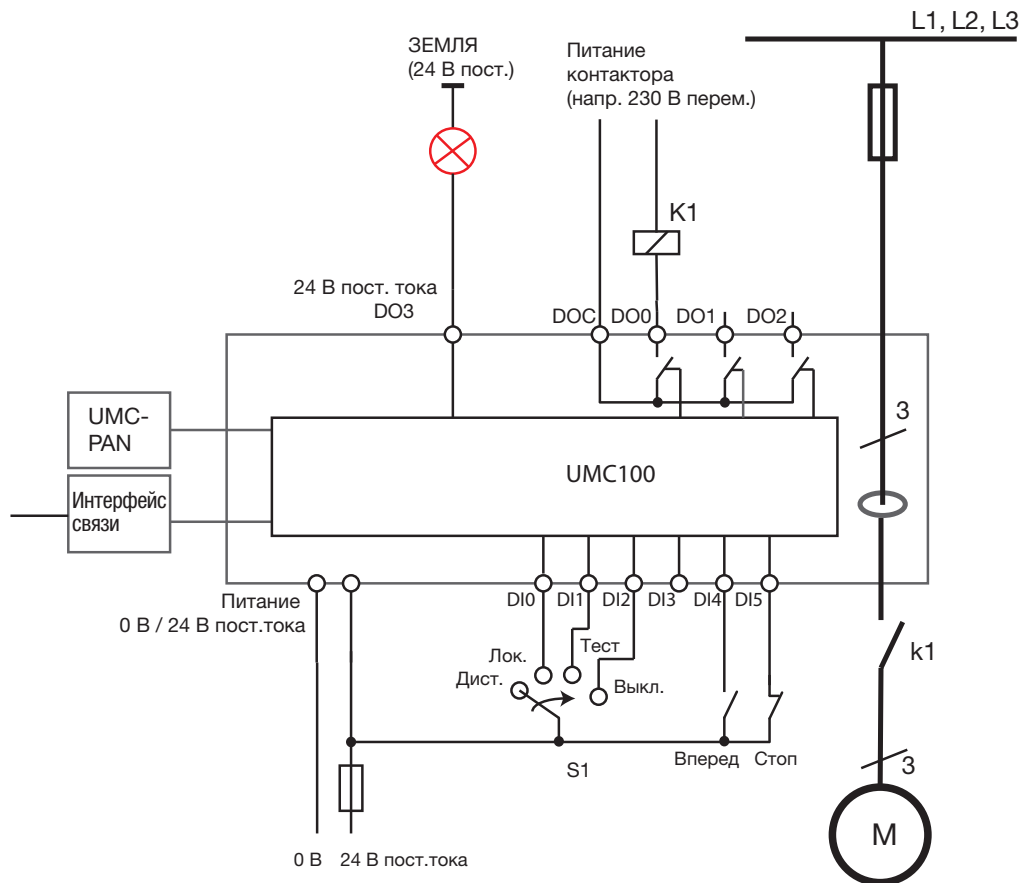 L1, L2, L3
ЗЕМЛЯ
(24 В пост.)
Питание
контактора
(напр. 230 В перем.)
K1
24 В пост. тока
DO3
DOC
DO0
DO1
DO2
UMC-
PAN
3
UMC100
Интерфейс
связи
Питание
0 В / 24 В пост.тока
DI0
DI1
DI2
DI3
DI4
DI5
k1
Лок.
Тест
Дист.
Выкл.
S1
Вперед
Стоп
3
M
0 В
24 В пост.тока